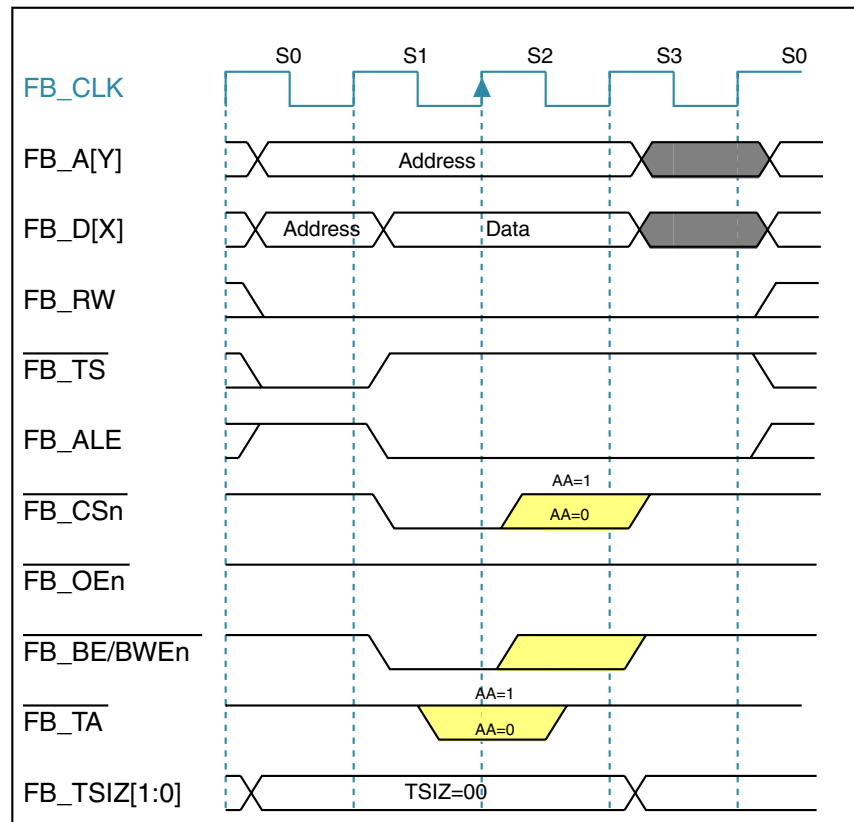 S0 S1 S2 S3 S0
FB_CLK
FB_A[Y] Address
FB_D[X] Address Data
FB_RW
FB_TS
FB_ALE
AA=1
FB_CSn AA=0
FB_OEn
FB_BE/BWEn
AA=1
FB_TA AA=0
FB_TSIZ[1:0] TSIZ=00